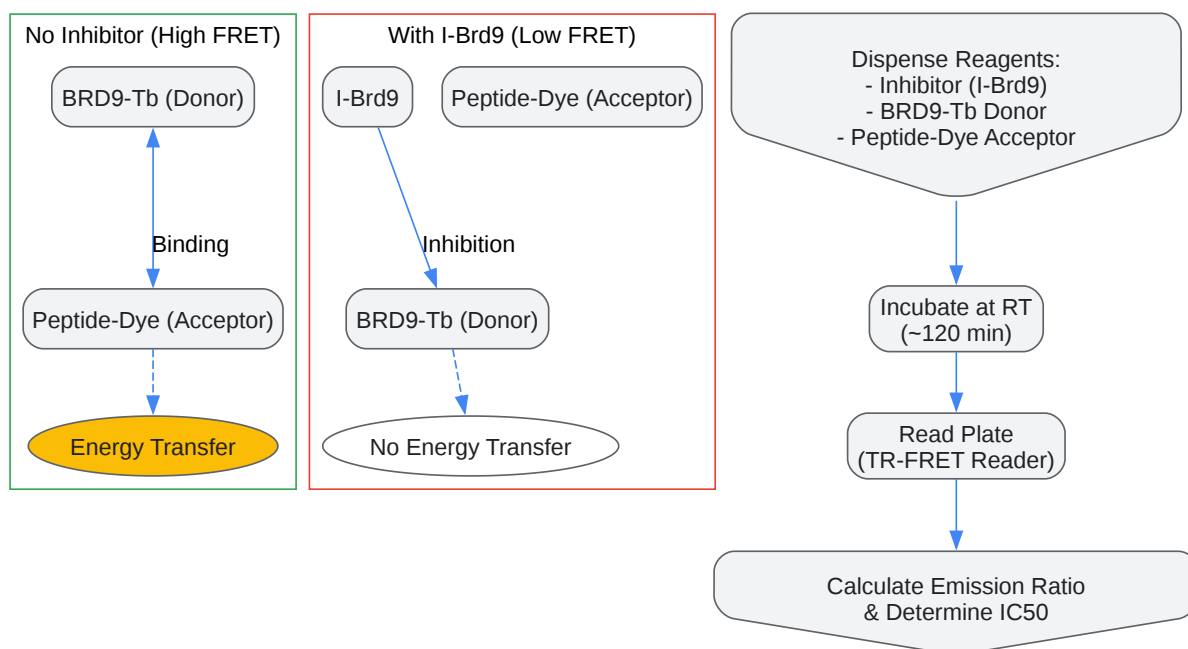 No Inhibitor (High FRET)
BRD9-Tb (Donor)
Binding
Peptide-Dye (Acceptor)
Energy Transfer
With I-Brd9 (Low FRET)
I-Brd9
Peptide-Dye (Acceptor)
Inhibition
BRD9-Tb (Donor)
No Energy Transfer
Dispense Reagents:
- Inhibitor (I-Brd9)
- BRD9-Tb Donor
- Peptide-Dye Acceptor
Incubate at RT
(~120 min)
Read Plate
(TR-FRET Reader)
Calculate Emission Ratio
& Determine IC50